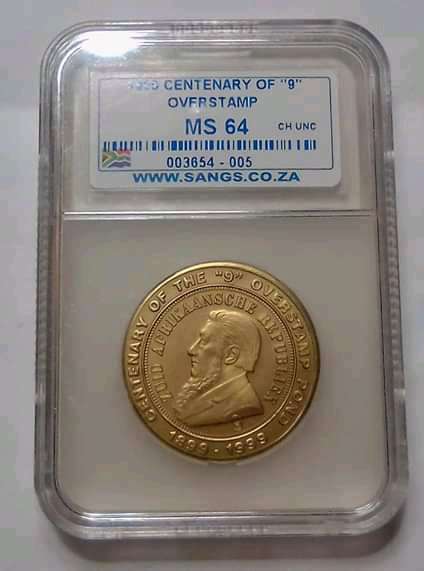 CENTENARY OF "9"
OVERSTAMP
MS 64
CH UNC
003654 - 005
WWW.SANGS.CO.ZA
CENTENARY OF THE "9" OVERSTAMP POND
ZUID AFRIKAANSCHE REPUBLIEK
1899 · 1999